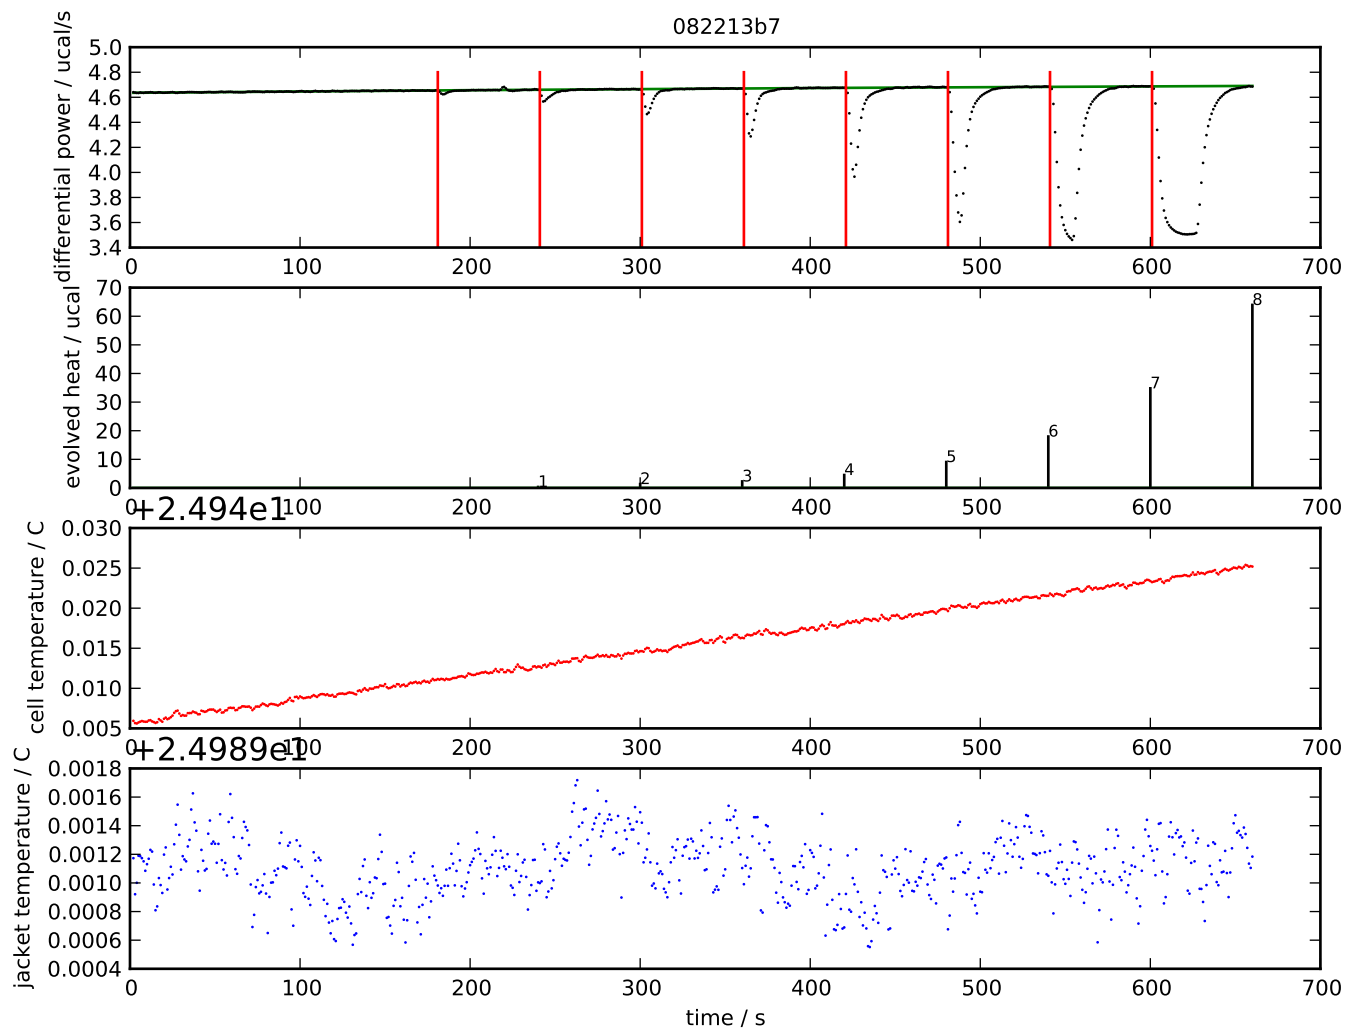 082213b7
differential power / ucal/s
5.0
4.8
4.6
4.4
4.2
4.0
3.8
3.6
3.4
0 100 200 300 400 500 600 700
evolved heat / ucal
70
60
50
40
30
20
10
0
1 2 3 4 5 6 7 8
0 100 200 300 400 500 600 700
+2.494e1
cell temperature / C
0.030
0.025
0.020
0.015
0.010
0.005
0 100 200 300 400 500 600 700
+2.4989e1
jacket temperature / C
0.0018
0.0016
0.0014
0.0012
0.0010
0.0008
0.0006
0.0004
0 100 200 300 400 500 600 700
time / s